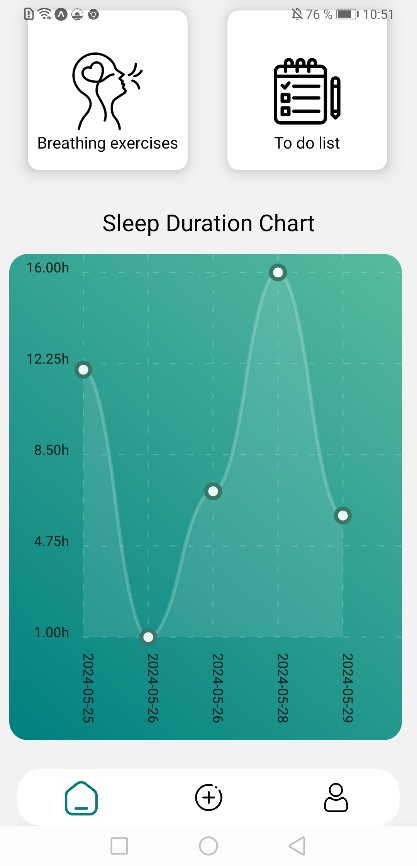 76 % 10:51
Breathing exercises
To do list
Sleep Duration Chart
16.00h
12.25h
8.50h
4.75h
1.00h
2024-05-25
2024-05-26
2024-05-26
2024-05-28
2024-05-29